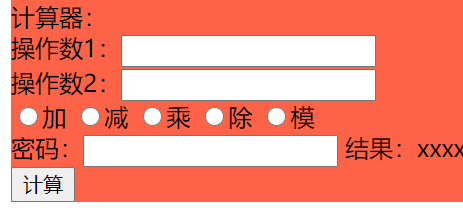 计算器：
操作数1：
操作数2：
加 减 乘 除 模
密码： 结果：xxxx
计算